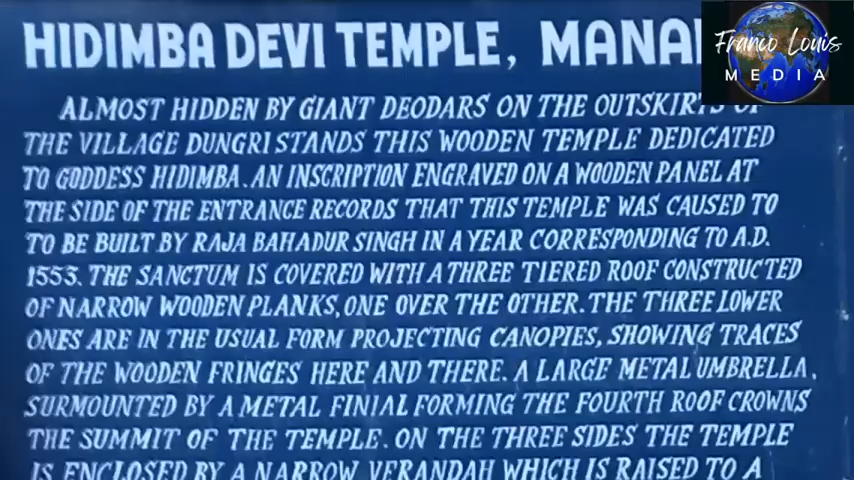 HIDIMBA DEVI TEMPLE, MANA
Franco Louis
MEDIA
ALMOST HIDDEN BY GIANT DEODARS ON THE OUTSKIRTS OF
THE VILLAGE DUNGRI STANDS THIS WOODEN TEMPLE DEDICATED
TO GODDESS HIDIMBA. AN INSCRIPTION ENGRAVED ON A WOODEN PANEL AT
THE SIDE OF THE ENTRANCE RECORDS THAT THIS TEMPLE WAS CAUSED TO
TO BE BUILT BY RAJA BAHADUR SINGH IN A YEAR CORRESPONDING TO A.D.
1553. THE SANCTUM IS COVERED WITH A THREE TIERED ROOF CONSTRUCTED
OF NARROW WOODEN PLANKS, ONE OVER THE OTHER. THE THREE LOWER
ONES ARE IN THE USUAL FORM PROJECTING CANOPIES, SHOWING TRACES
OF THE WOODEN FRINGES HERE AND THERE. A LARGE METAL UMBRELLA,
SURMOUNTED BY A METAL FINIAL FORMING THE FOURTH ROOF CROWNS
THE SUMMIT OF THE TEMPLE. ON THE THREE SIDES THE TEMPLE
IS ENCLOSED BY A NARROW VERANDAH WHICH IS RAISED TO A